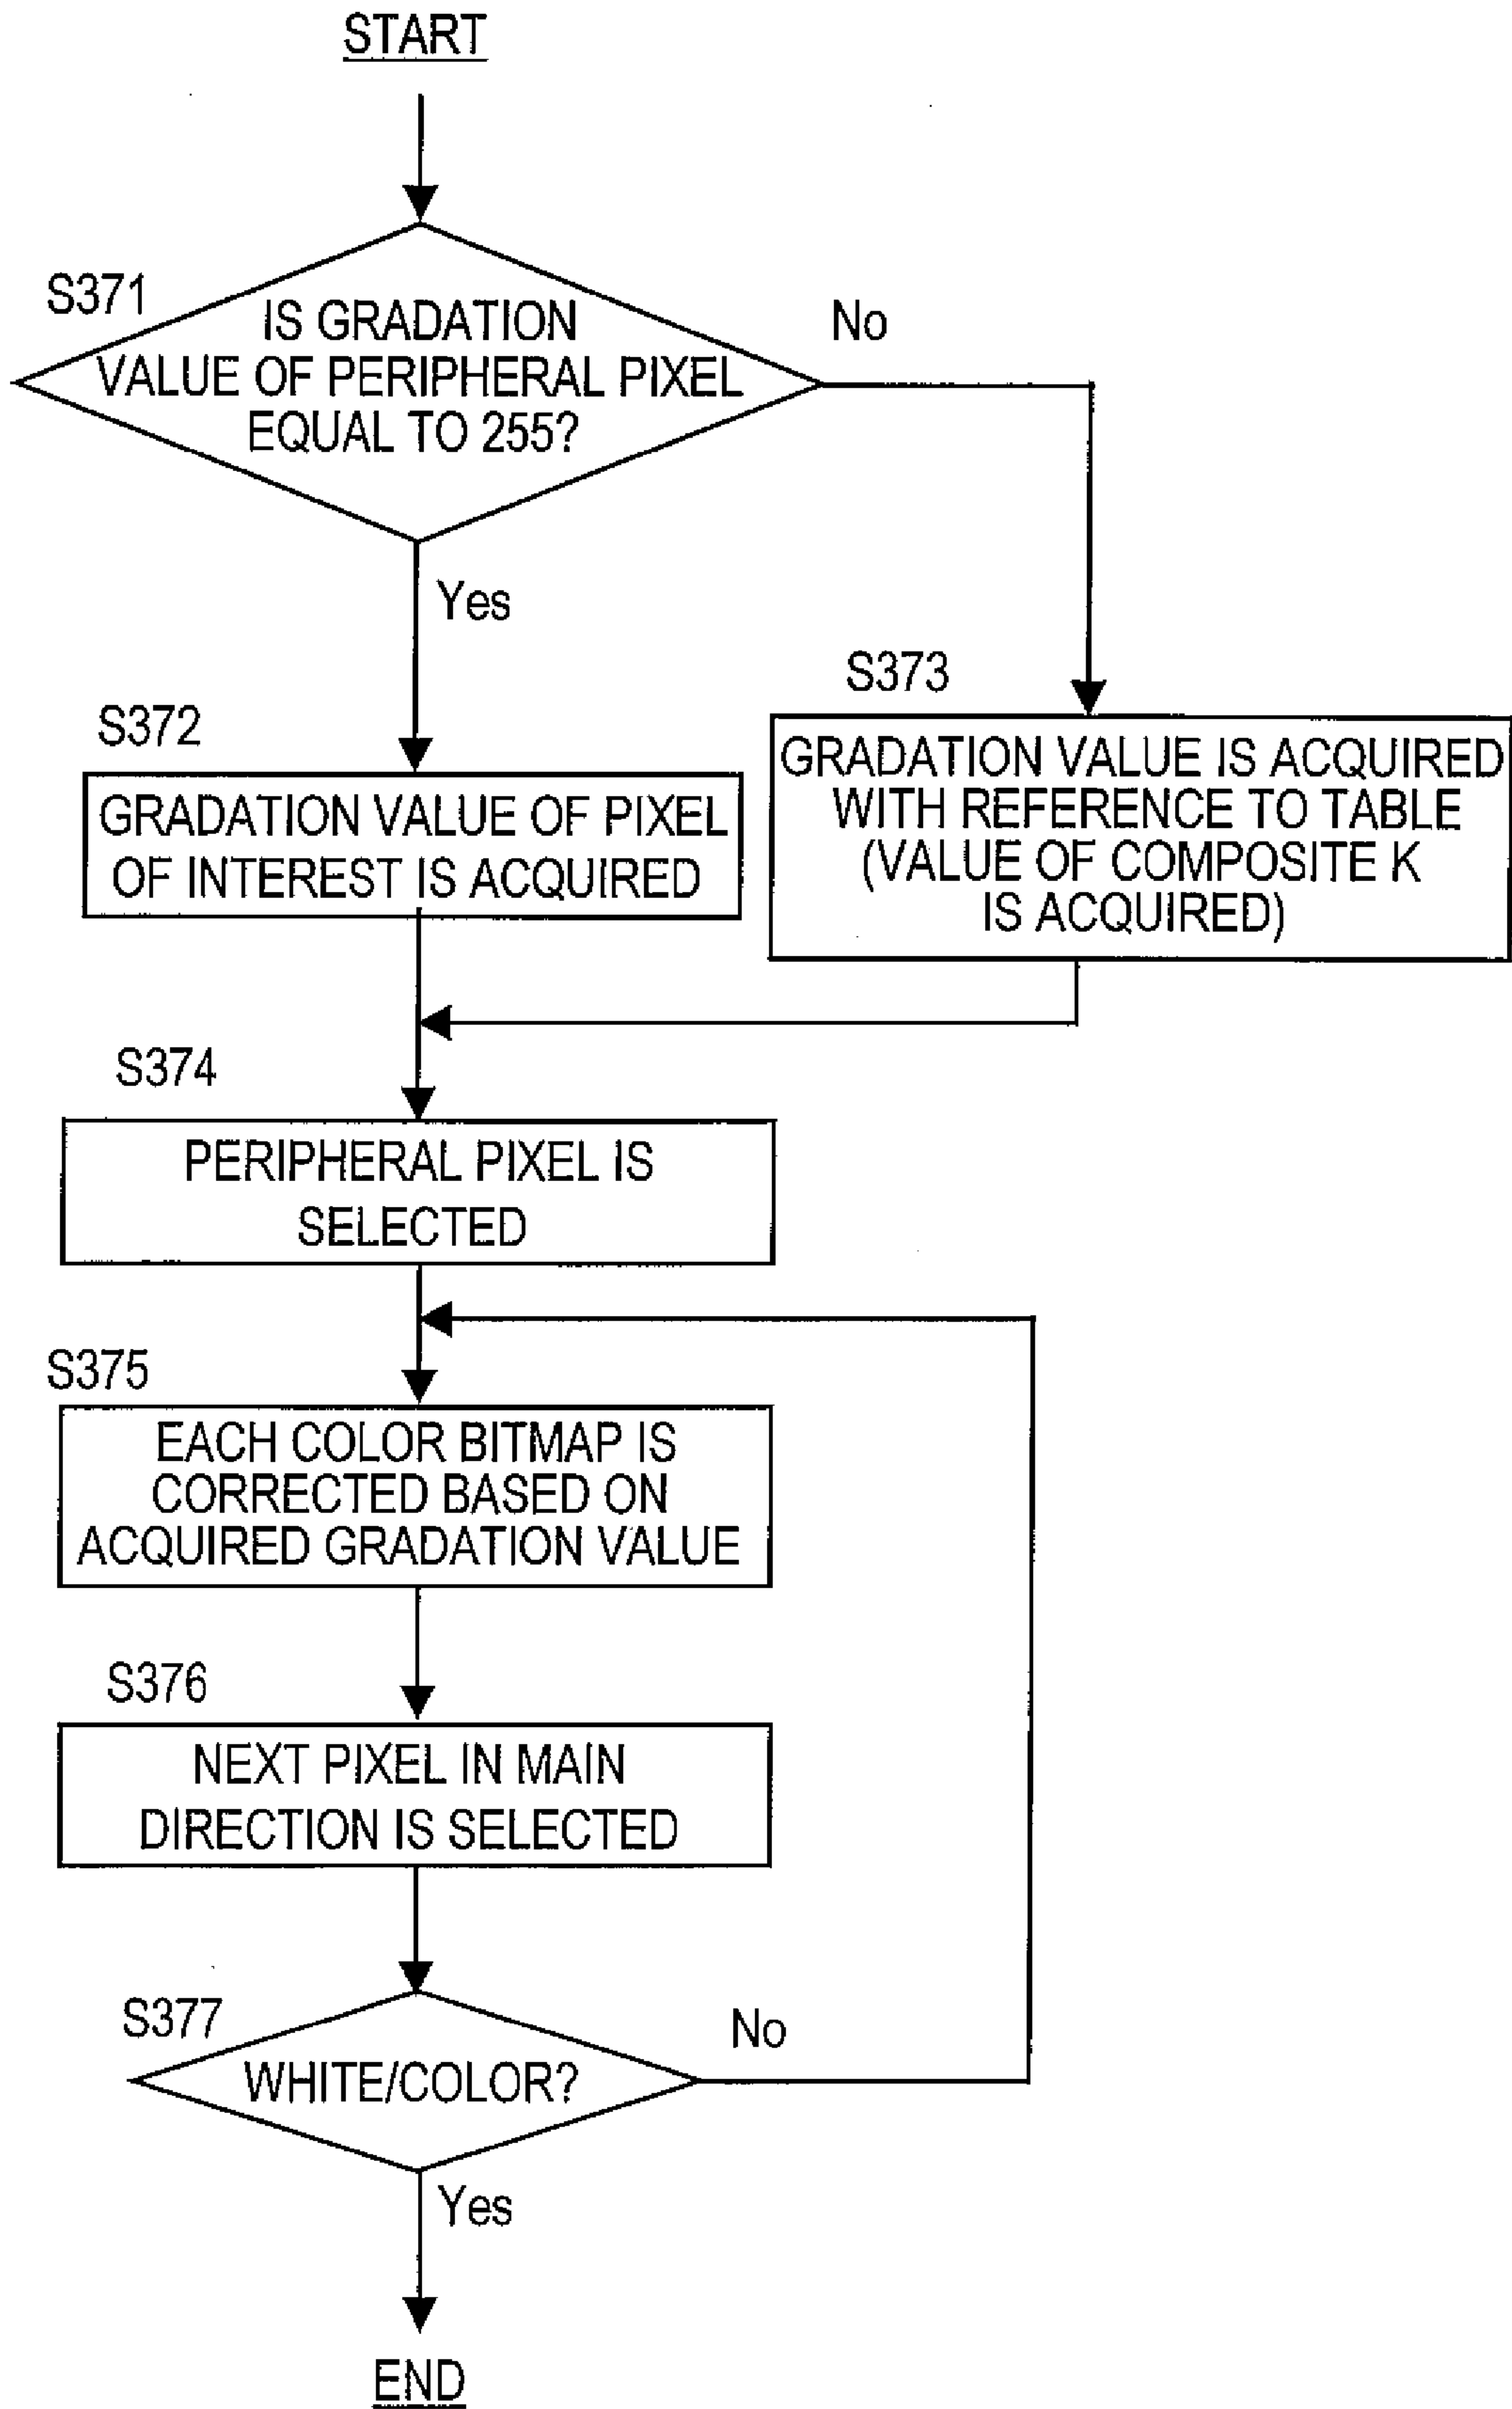 START
S371
IS GRADATION
VALUE OF PERIPHERAL PIXEL
EQUAL TO 255?
No
Yes
S372
GRADATION VALUE OF PIXEL
OF INTEREST IS ACQUIRED
S373
GRADATION VALUE IS ACQUIRED
WITH REFERENCE TO TABLE
(VALUE OF COMPOSITE K
IS ACQUIRED)
S374
PERIPHERAL PIXEL IS
SELECTED
S375
EACH COLOR BITMAP IS
CORRECTED BASED ON
ACQUIRED GRADATION VALUE
S376
NEXT PIXEL IN MAIN
DIRECTION IS SELECTED
S377
WHITE/COLOR?
No
Yes
END